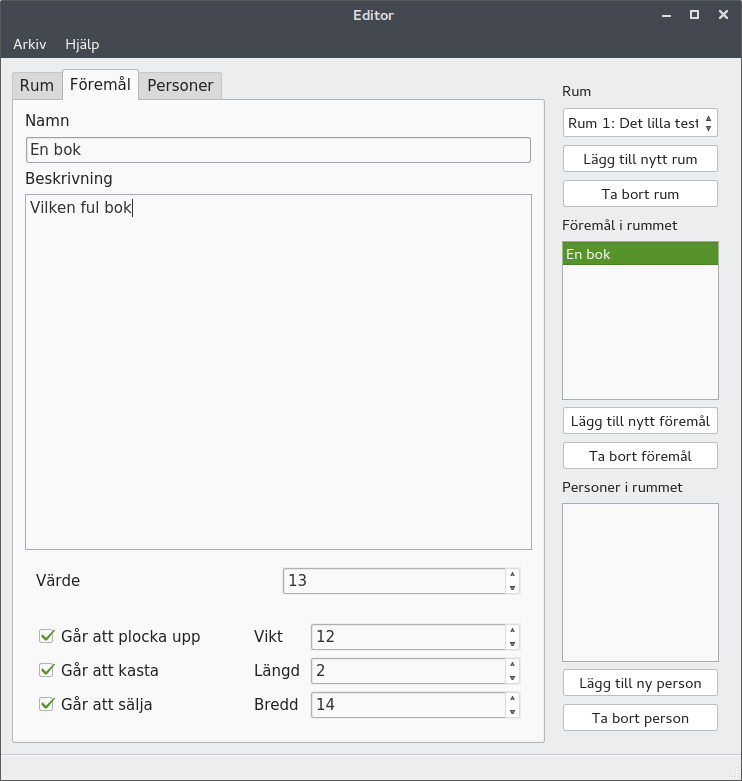 Editor
Arkiv Hjälp
Rum Föremål Personer
Namn
En bok
Beskrivning
Vilken ful bok
Värde 13
Går att plocka upp Vikt 12
Går att kasta Längd 2
Går att sälja Bredd 14
Rum
Rum 1: Det lilla test
Lägg till nytt rum
Ta bort rum
Föremål i rummet
En bok
Lägg till nytt föremål
Ta bort föremål
Personer i rummet
Lägg till ny person
Ta bort person